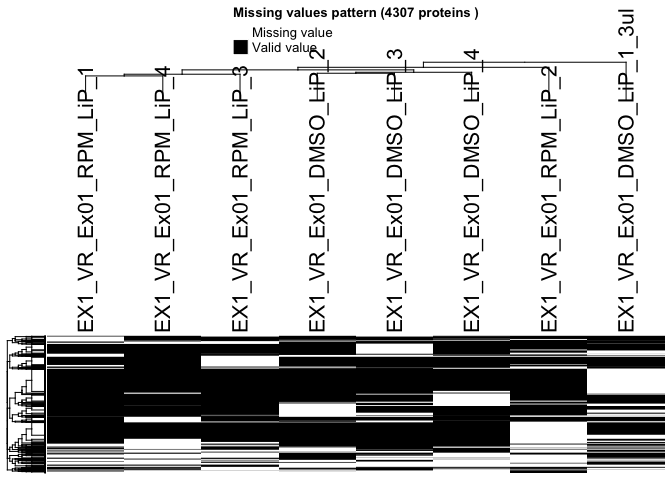 Missing values pattern (4307 proteins )
Missing value
Valid value
EX1_VR_Ex01_RPM_LiP_1
EX1_VR_Ex01_RPM_LiP_4
EX1_VR_Ex01_RPM_LiP_3
EX1_VR_Ex01_DMSO_LiP_2
EX1_VR_Ex01_DMSO_LiP_3
EX1_VR_Ex01_DMSO_LiP_4
EX1_VR_Ex01_RPM_LiP_2
EX1_VR_Ex01_DMSO_LiP_1_3ul